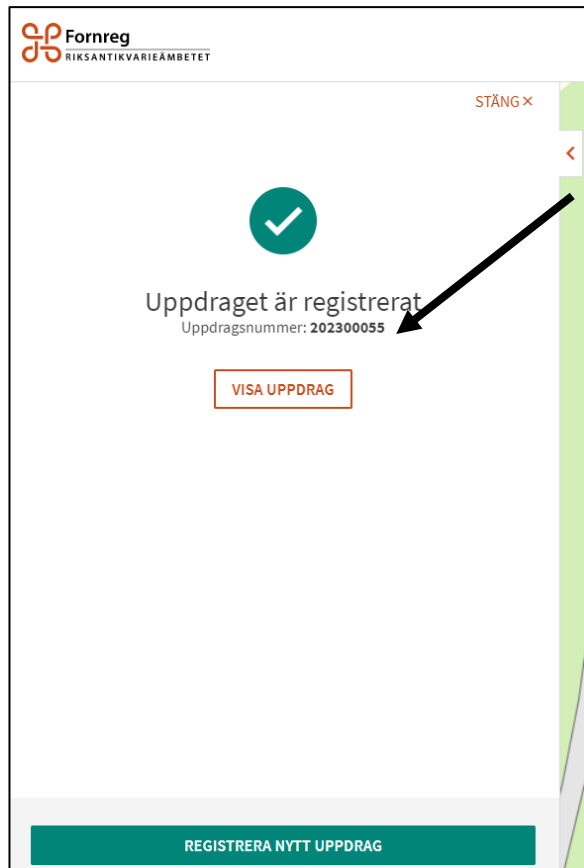 Fornreg
RIKSANTIKVARIEÄMBETET
STÄNG ×
Uppdraget är registrerat
Uppdragsnummer: 202300055
VISA UPPDRAG
REGISTRERA NYTT UPPDRAG